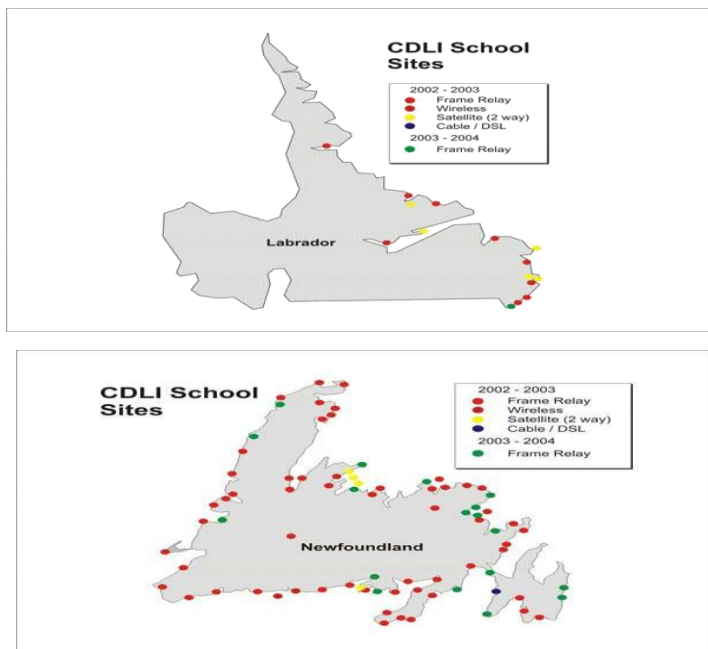 CDLI School
Sites
2002 - 2003
Frame Relay
Wireless
Satellite (2 way)
Cable / DSL
2003 - 2004
Frame Relay
Labrador
CDLI School
Sites
2002 - 2003
Frame Relay
Wireless
Satellite (2 way)
Cable / DSL
2003 - 2004
Frame Relay
Newfoundland